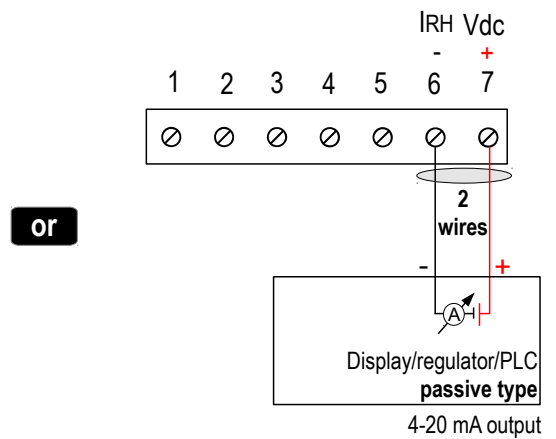 IRH Vdc
- +
1 2 3 4 5 6 7
or
2
wires
- +
A
Display/regulator/PLC
passive type
4-20 mA output